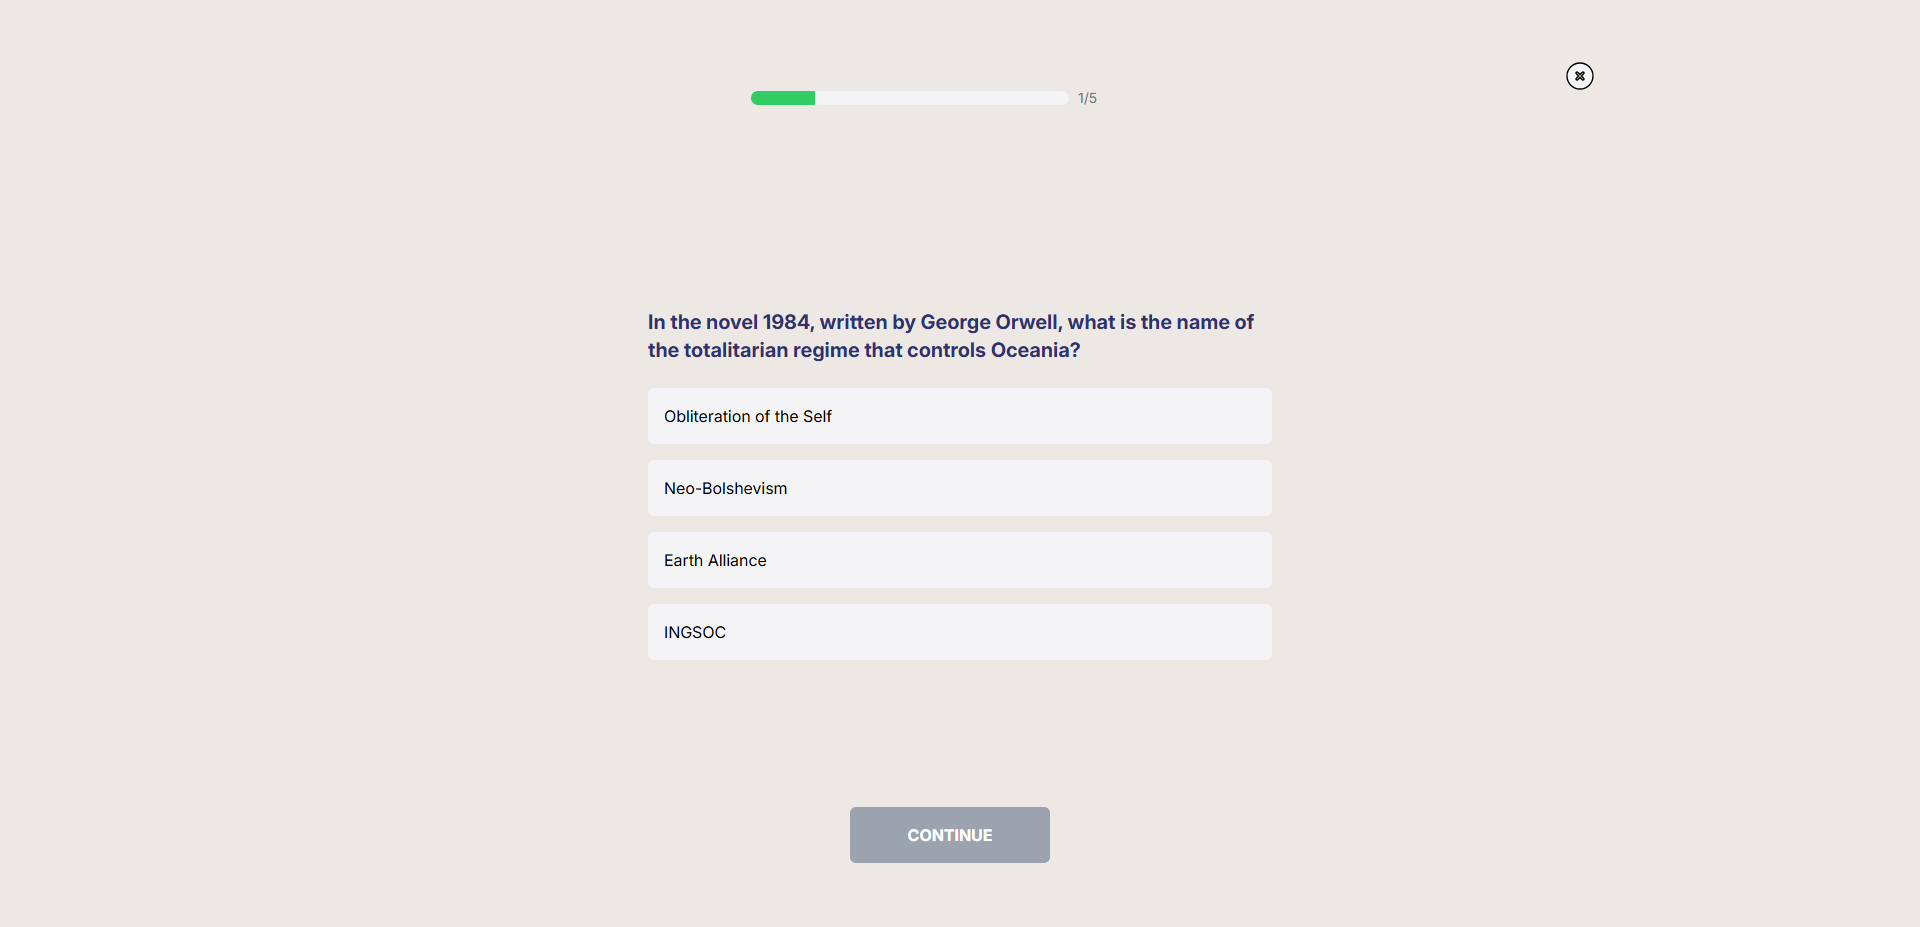 1/5
In the novel 1984, written by George Orwell, what is the name of
the totalitarian regime that controls Oceania?
Obliteration of the Self
Neo-Bolshevism
Earth Alliance
INGSOC
CONTINUE